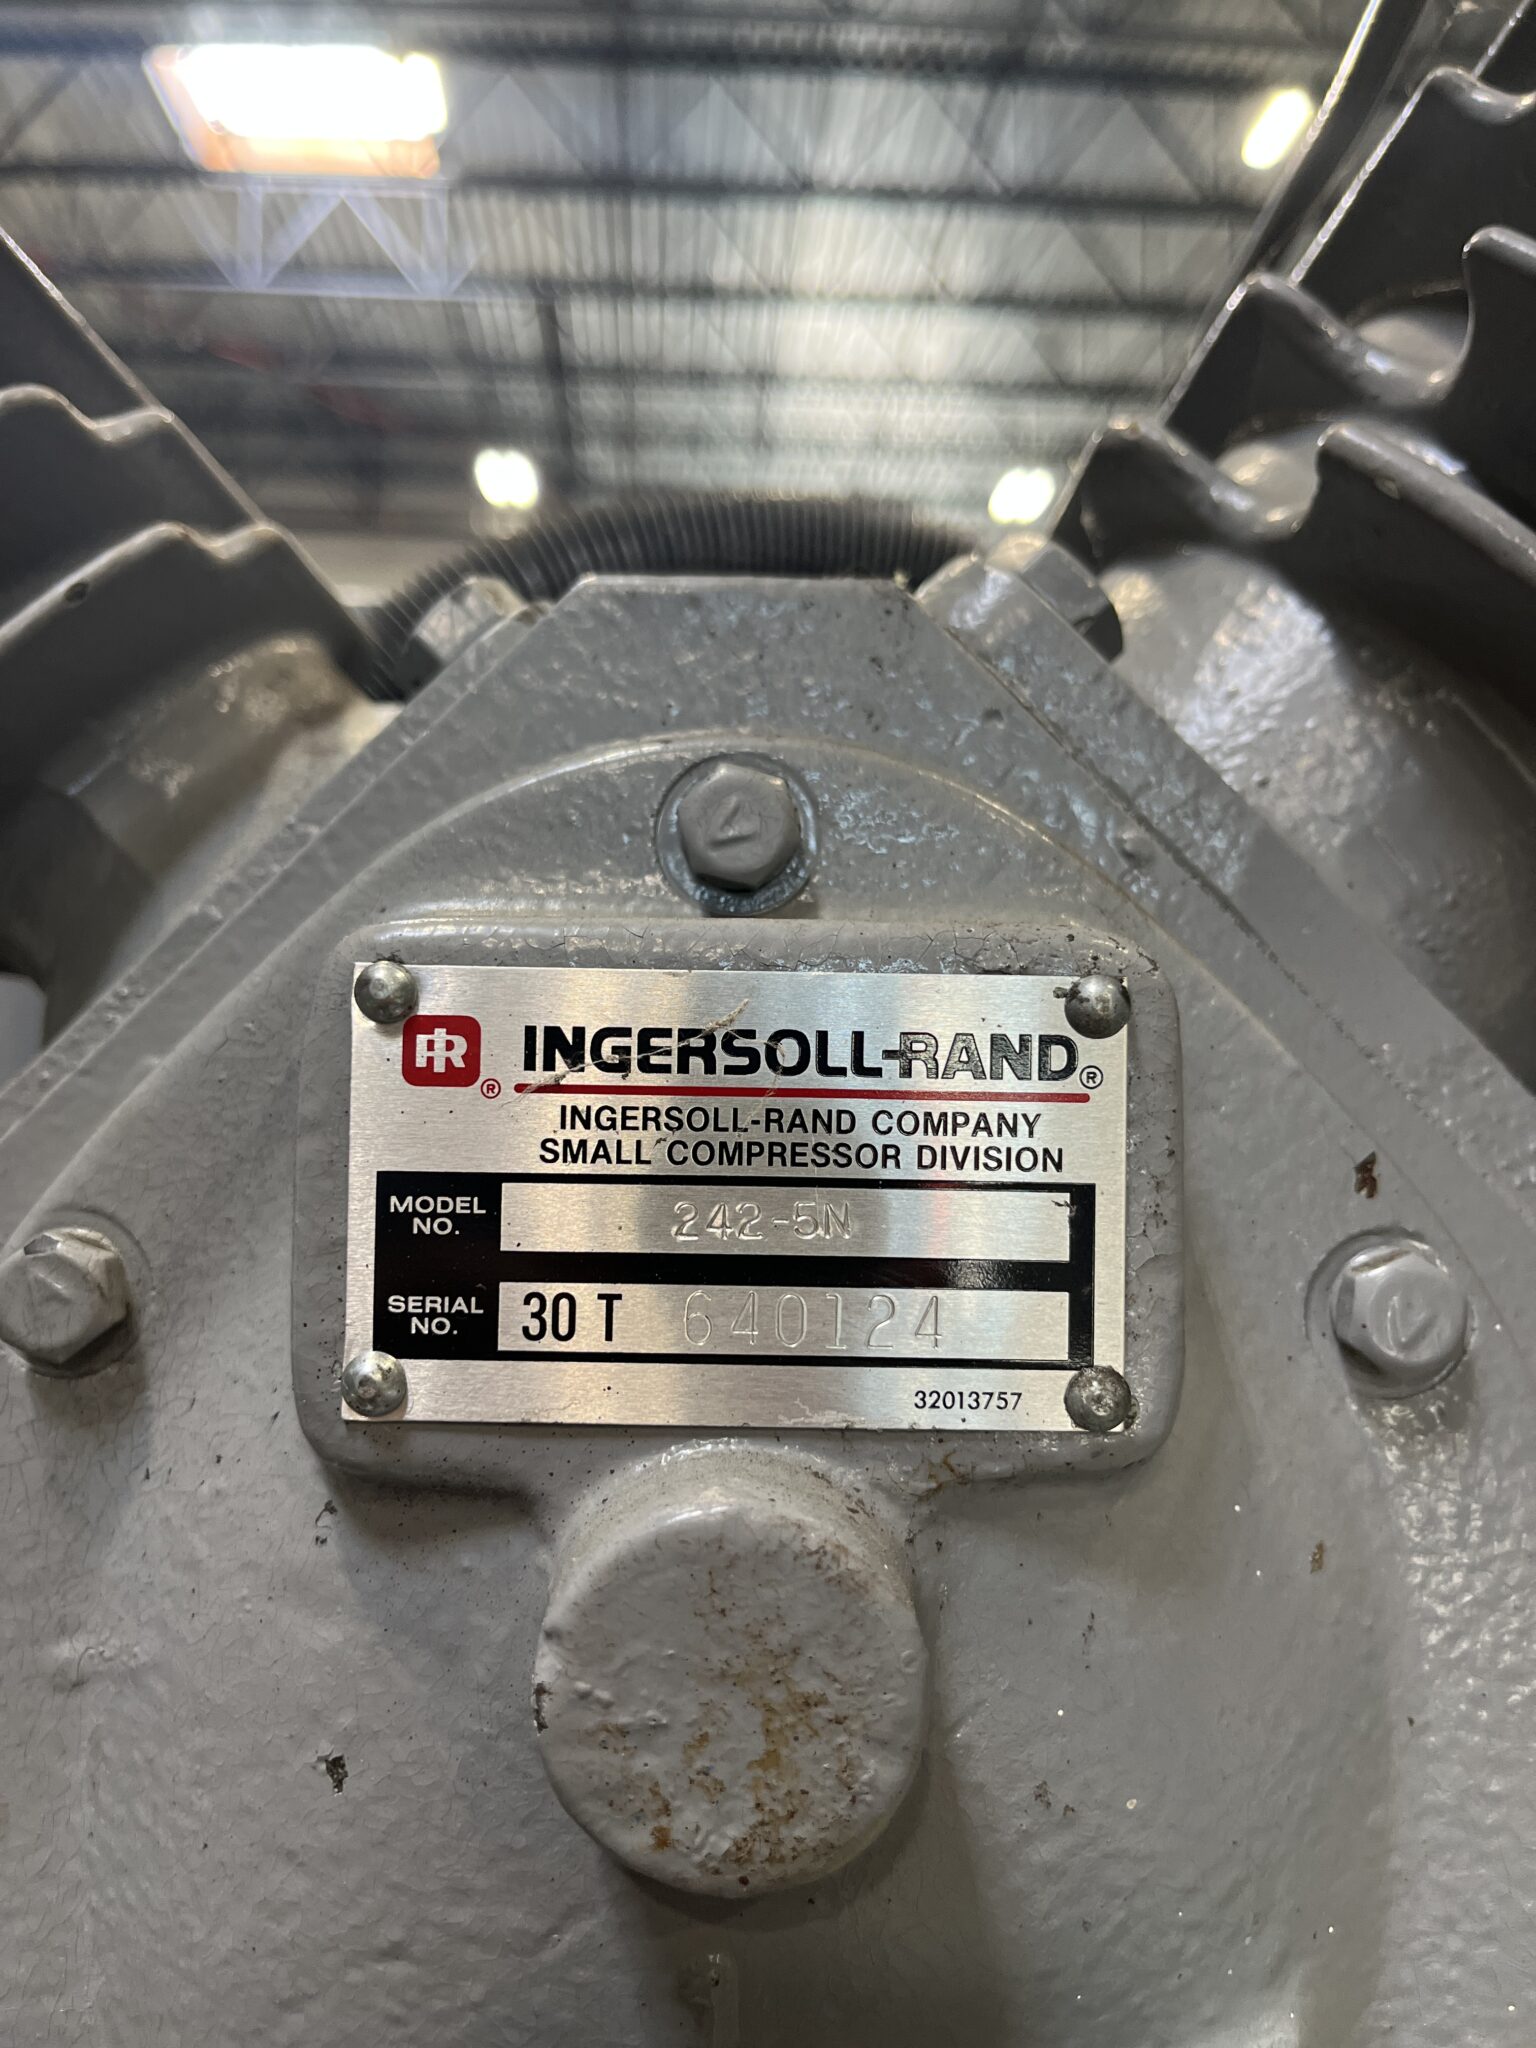 IR ® INGERSOLL-RAND®
INGERSOLL-RAND COMPANY
SMALL COMPRESSOR DIVISION
MODEL NO. 242-5N
SERIAL NO. 30 T 640124
32013757